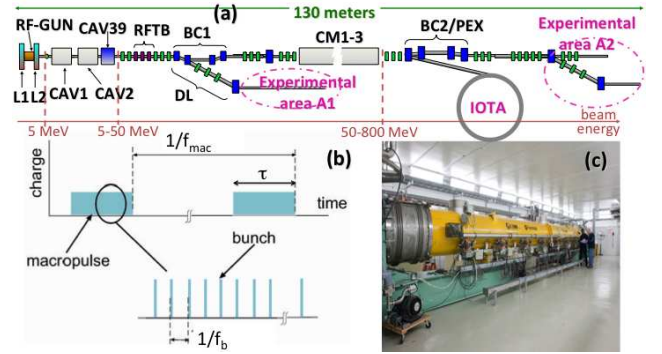 (a)
130 meters
RF-GUN
CAV39
RFTB
BC1
CM1-3
BC2/PEX
Experimental
area A2
L1
L2
CAV1
CAV2
DL
Experimental
area A1
IOTA
5 MeV
5-50 MeV
50-800 MeV
beam
energy
(b)
1/fmac
charge
τ
time
macropulse
bunch
1/fb
(c)